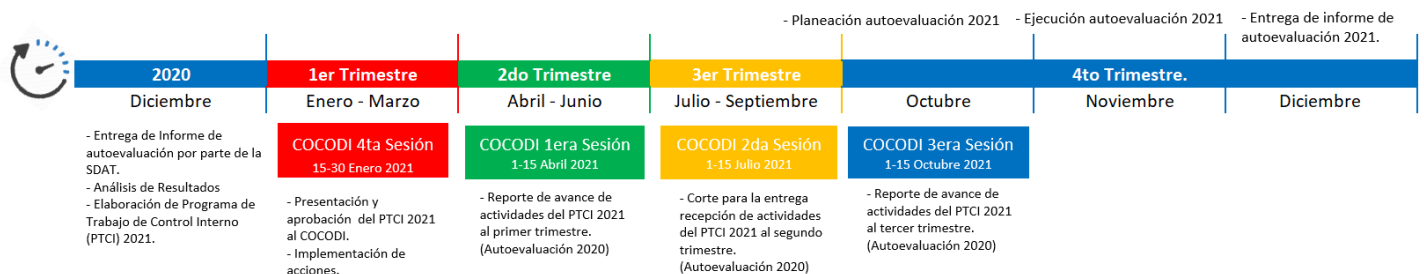 - Planeación autoevaluación 2021
- Ejecución autoevaluación 2021
- Entrega de informe de
autoevaluación 2021.
2020
1er Trimestre
2do Trimestre
3er Trimestre
4to Trimestre.
Diciembre
Enero - Marzo
Abril - Junio
Julio - Septiembre
Octubre
Noviembre
Diciembre
- Entrega de Informe de
autoevaluación por parte de la
SDAT.
- Análisis de Resultados
- Elaboración de Programa de
Trabajo de Control Interno
(PTCI) 2021.
COCODI 4ta Sesión
15-30 Enero 2021
- Presentación y
aprobación del PTCI 2021
al COCODI.
- Implementación de
acciones.
COCODI 1era Sesión
1-15 Abril 2021
- Reporte de avance de
actividades del PTCI 2021
al primer trimestre.
(Autoevaluación 2020)
COCODI 2da Sesión
1-15 Julio 2021
- Corte para la entrega
recepción de actividades
del PTCI 2021 al segundo
trimestre.
(Autoevaluación 2020)
COCODI 3era Sesión
1-15 Octubre 2021
- Reporte de avance de
actividades del PTCI 2021
al tercer trimestre.
(Autoevaluación 2020)